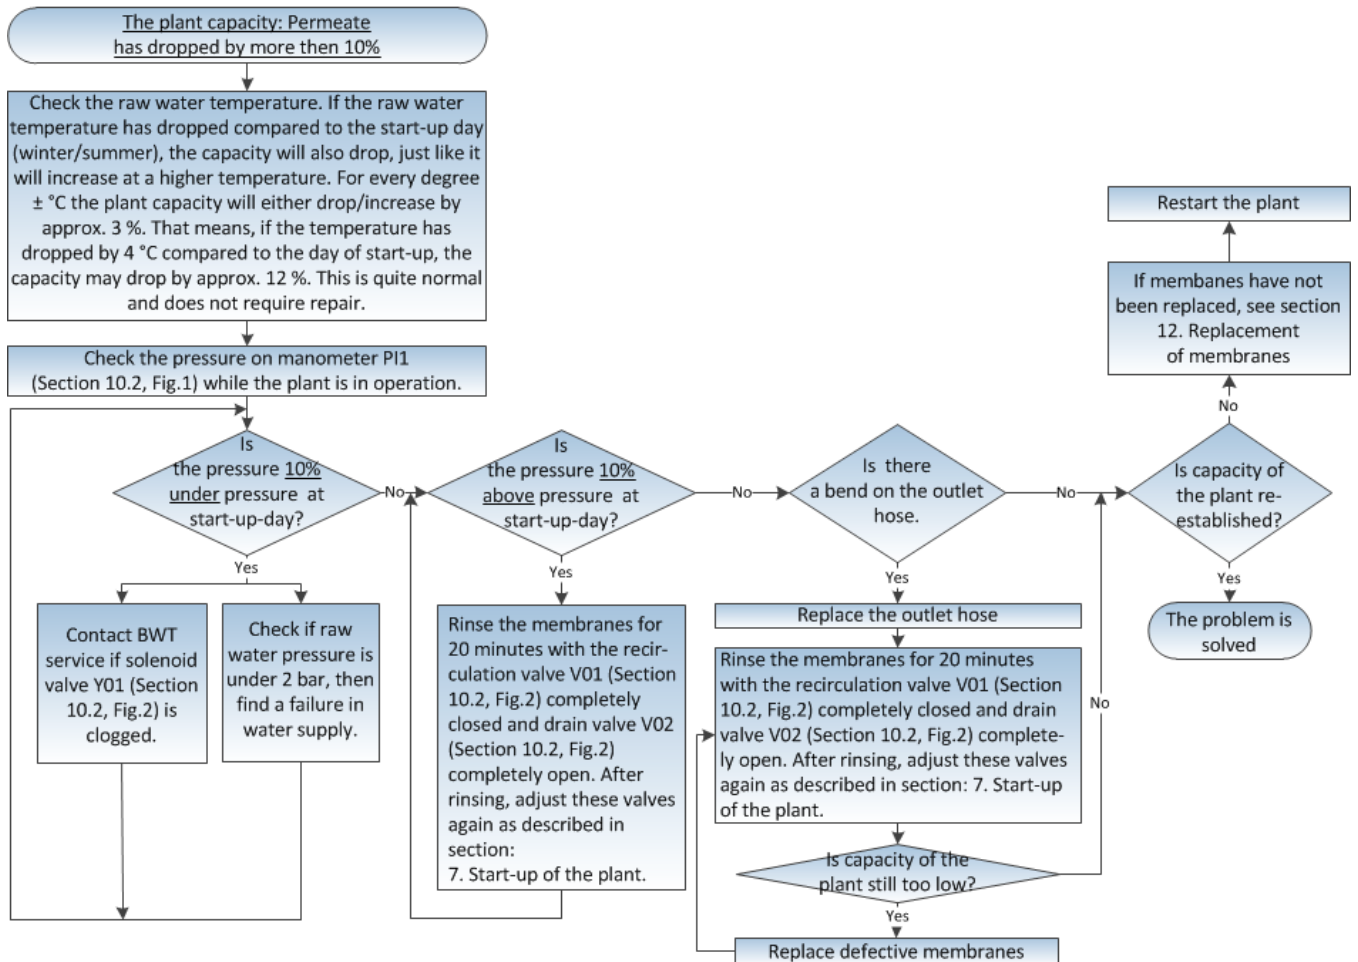 The plant capacity: Permeate
has dropped by more then 10%
Check the raw water temperature. If the raw water
temperature has dropped compared to the start-up day
(winter/summer), the capacity will also drop, just like it
will increase at a higher temperature. For every degree
± °C the plant capacity will either drop/increase by
approx. 3 %. That means, if the temperature has
dropped by 4 °C compared to the day of start-up, the
capacity may drop by approx. 12 %. This is quite normal
and does not require repair.
Check the pressure on manometer PI1
(Section 10.2, Fig.1) while the plant is in operation.
Is
the pressure 10%
under pressure at
start-up-day?
No
Yes
Contact BWT
service if solenoid
valve Y01 (Section
10.2, Fig.2) is
clogged.
Check if raw
water pressure is
under 2 bar, then
find a failure in
water supply.
Is
the pressure 10%
above pressure at
start-up-day?
No
Yes
Rinse the membranes for
20 minutes with the recir-
culation valve V01 (Section
10.2, Fig.2) completely
closed and drain valve V02
(Section 10.2, Fig.2)
completely open. After
rinsing, adjust these valves
again as described in
section:
7. Start-up of the plant.
Is there
a bend on the outlet
hose.
No
Yes
Replace the outlet hose
Rinse the membranes for 20 minutes
with the recirculation valve V01 (Section
10.2, Fig.2) completely closed and drain
valve V02 (Section 10.2, Fig.2) complete-
ly open. After rinsing, adjust these valves
again as described in section: 7. Start-up
of the plant.
Is capacity of the
plant still too low?
No
Yes
Replace defective membranes
Is capacity of
the plant re-
established?
No
If membanes have not
been replaced, see section
12. Replacement
of membranes
Restart the plant
Yes
The problem is
solved